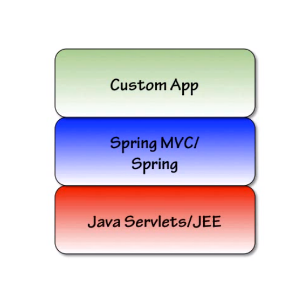 Custom App
Spring MVC/
Spring
Java Servlets/JEE